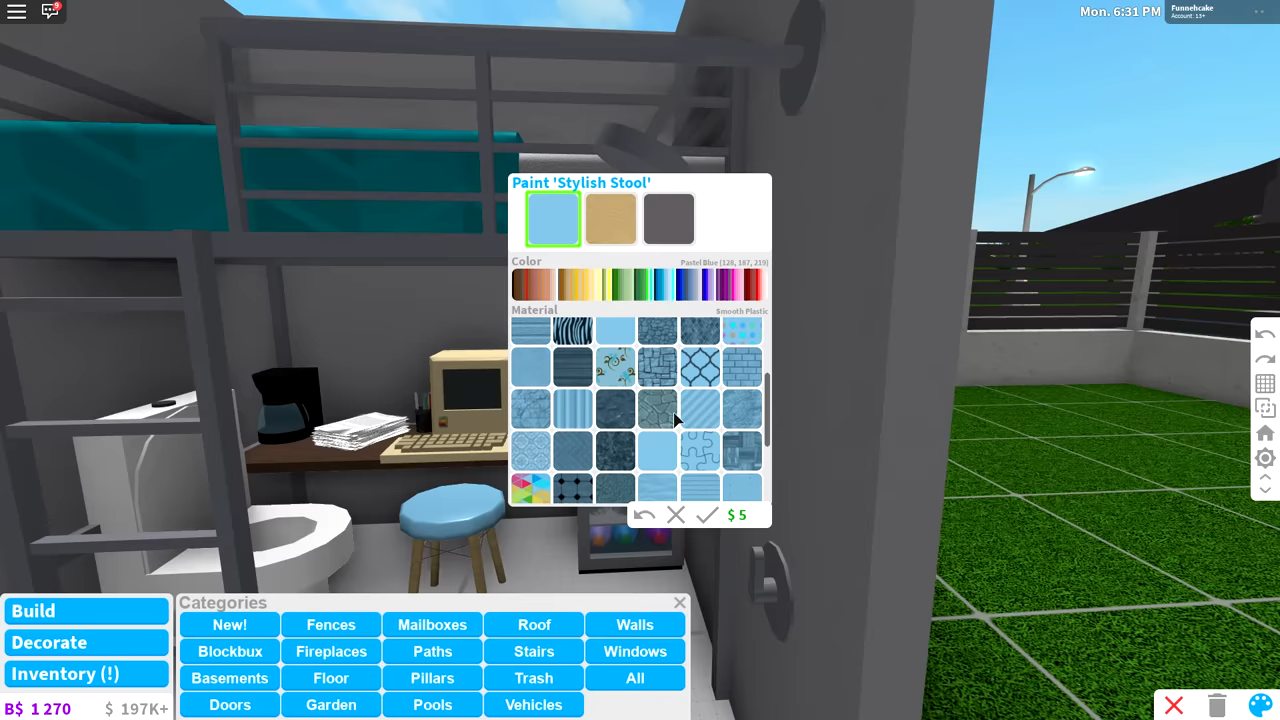 9
Mon. 6:31 PM
Funnehcake
Account: 13+
Paint 'Stylish Stool'
Color
Pastel Blue (128, 187, 219)
Material
Smooth Plastic
$ 5
Build
Decorate
Inventory (!)
B$ 1 270
$ 197K+
Categories
New!
Fences
Mailboxes
Roof
Walls
Blockbux
Fireplaces
Paths
Stairs
Windows
Basements
Floor
Pillars
Trash
All
Doors
Garden
Pools
Vehicles